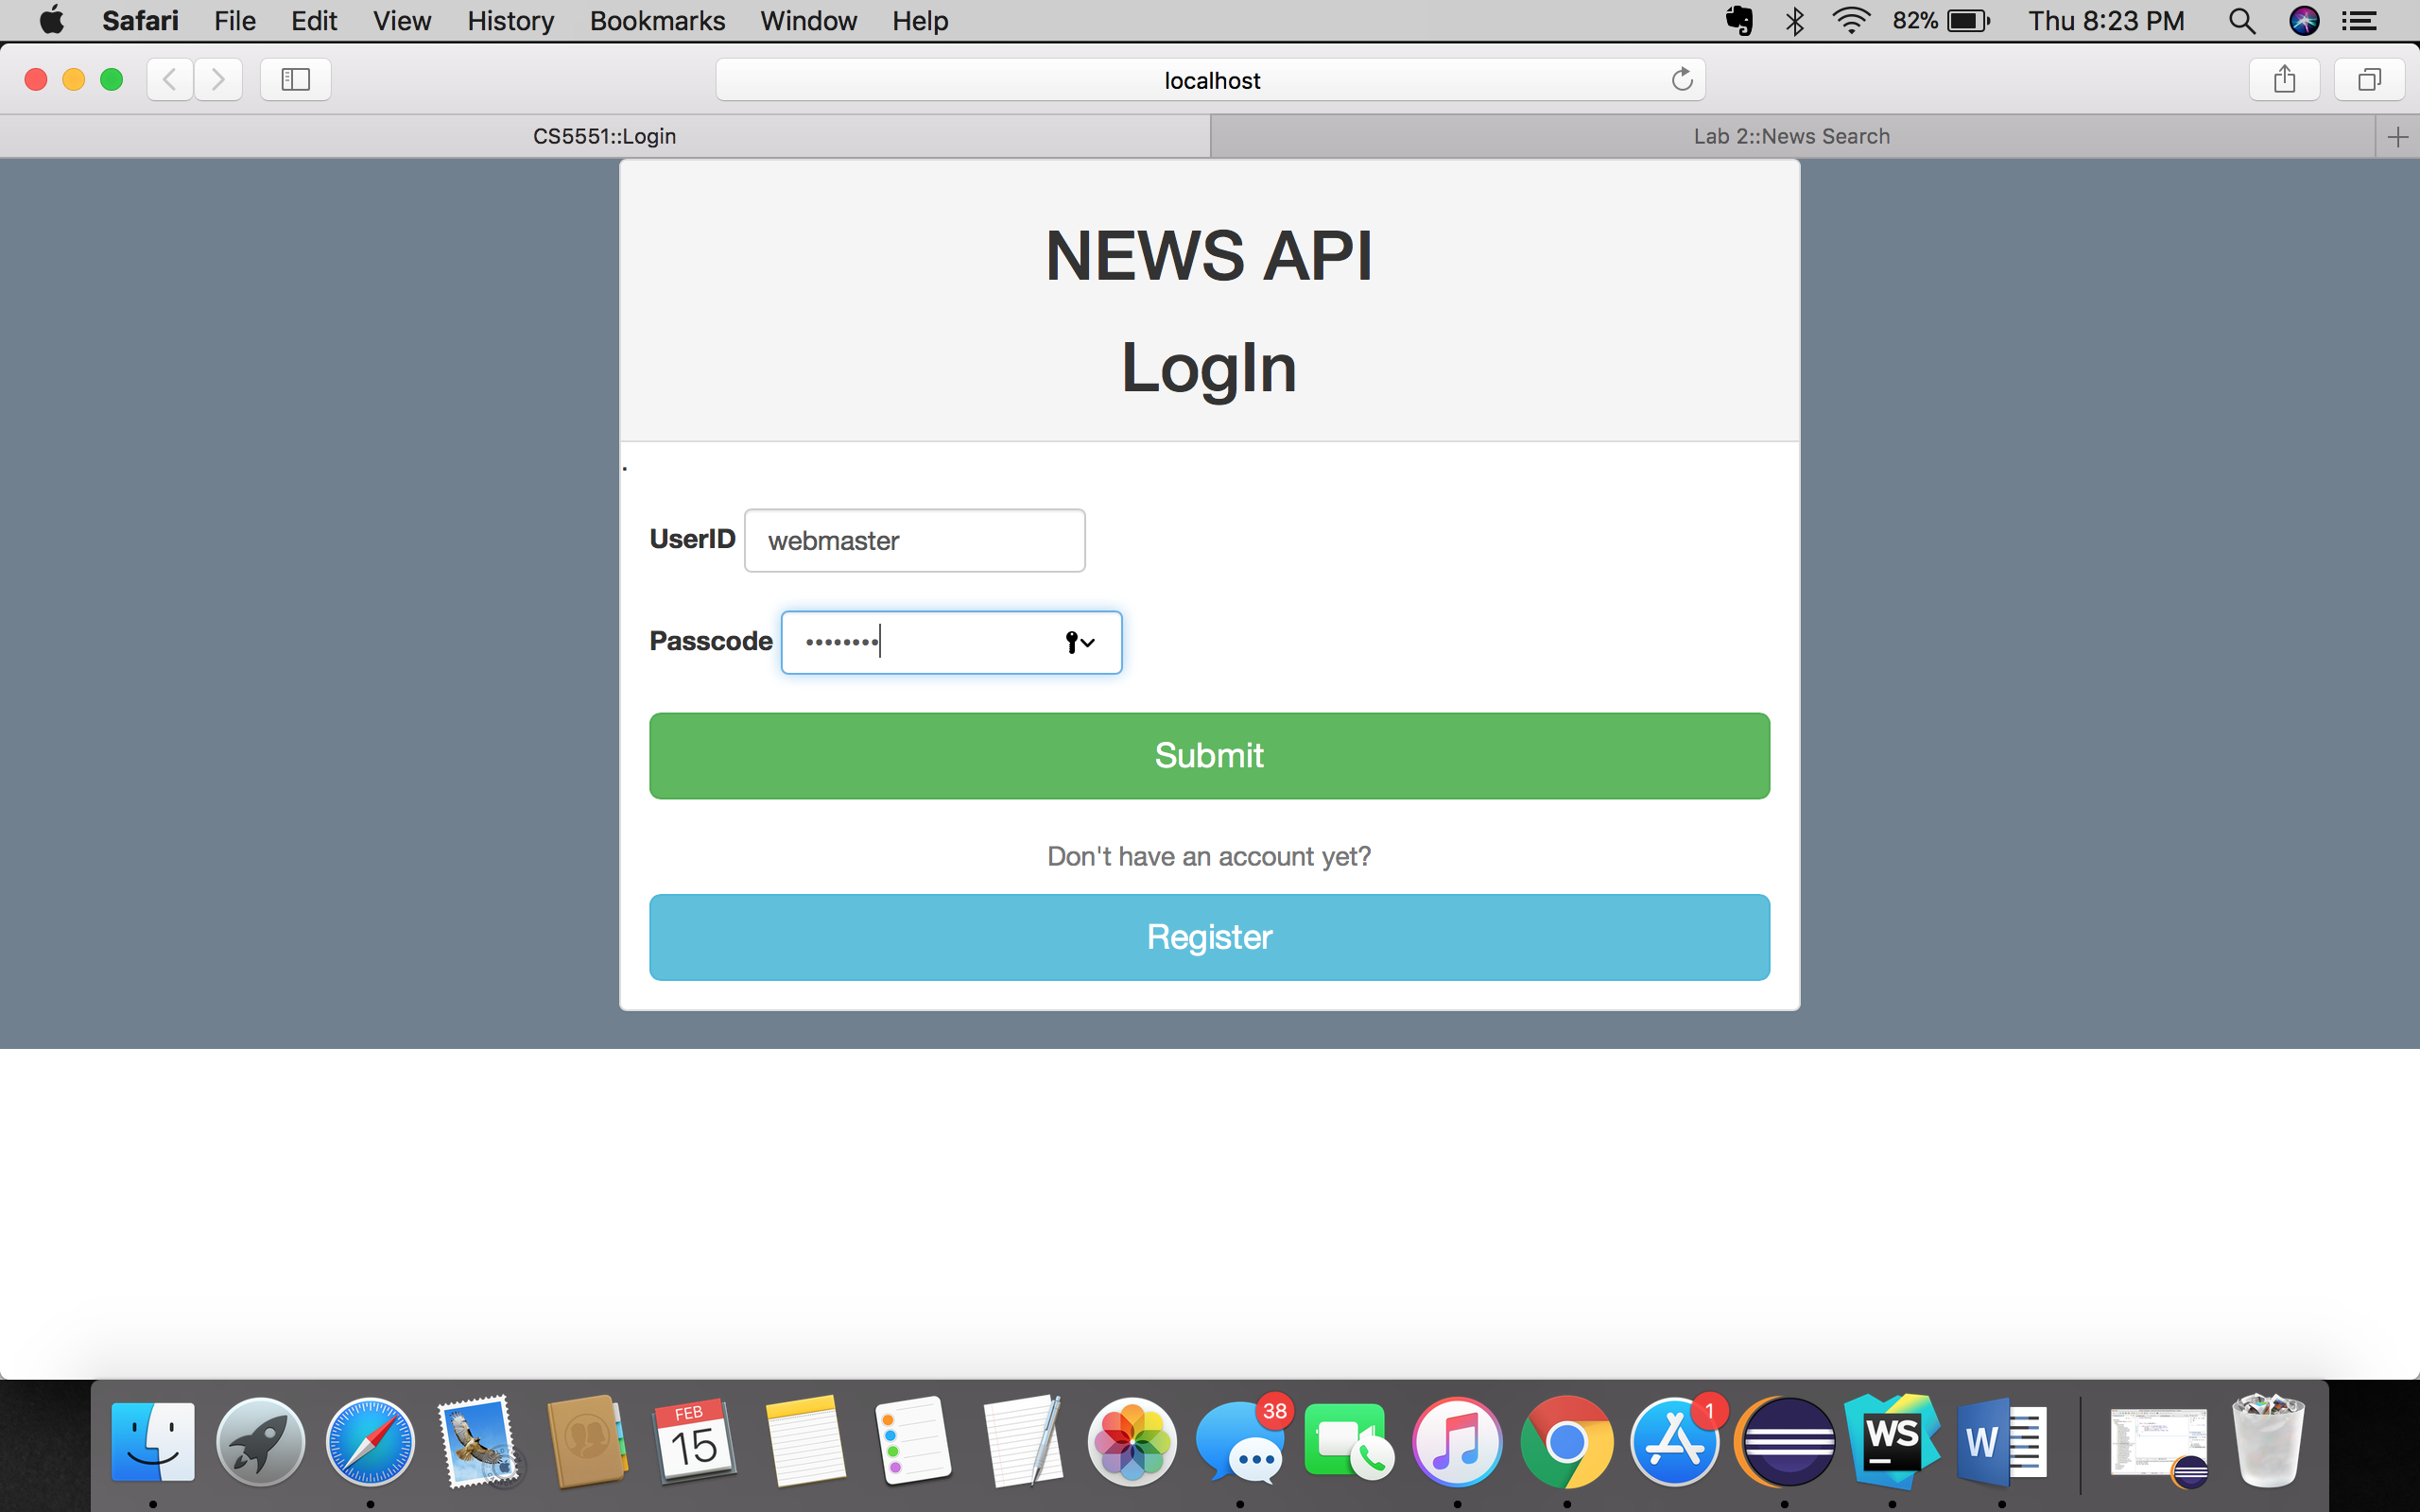 Safari File Edit View History Bookmarks Window Help 82% Thu 8:23 PM
localhost
CS5551::Login Lab 2::News Search
NEWS API
LogIn
.
UserID webmaster
Passcode ••••••••
Submit
Don't have an account yet?
Register
FEB
15
38
1
WS
W